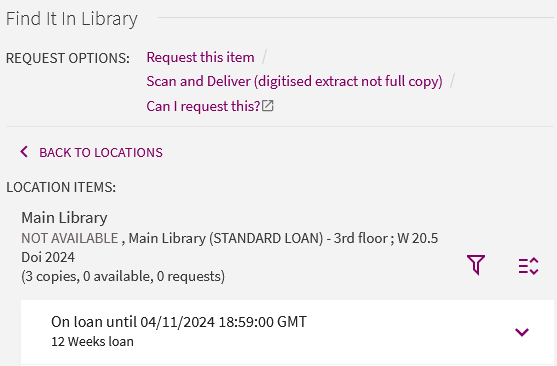 Find It In Library
REQUEST OPTIONS: Request this item /
Scan and Deliver (digitised extract not full copy) /
Can I request this?
BACK TO LOCATIONS
LOCATION ITEMS:
Main Library
NOT AVAILABLE , Main Library (STANDARD LOAN) - 3rd floor ; W 20.5
Doi 2024
(3 copies, 0 available, 0 requests)
On loan until 04/11/2024 18:59:00 GMT
12 Weeks loan